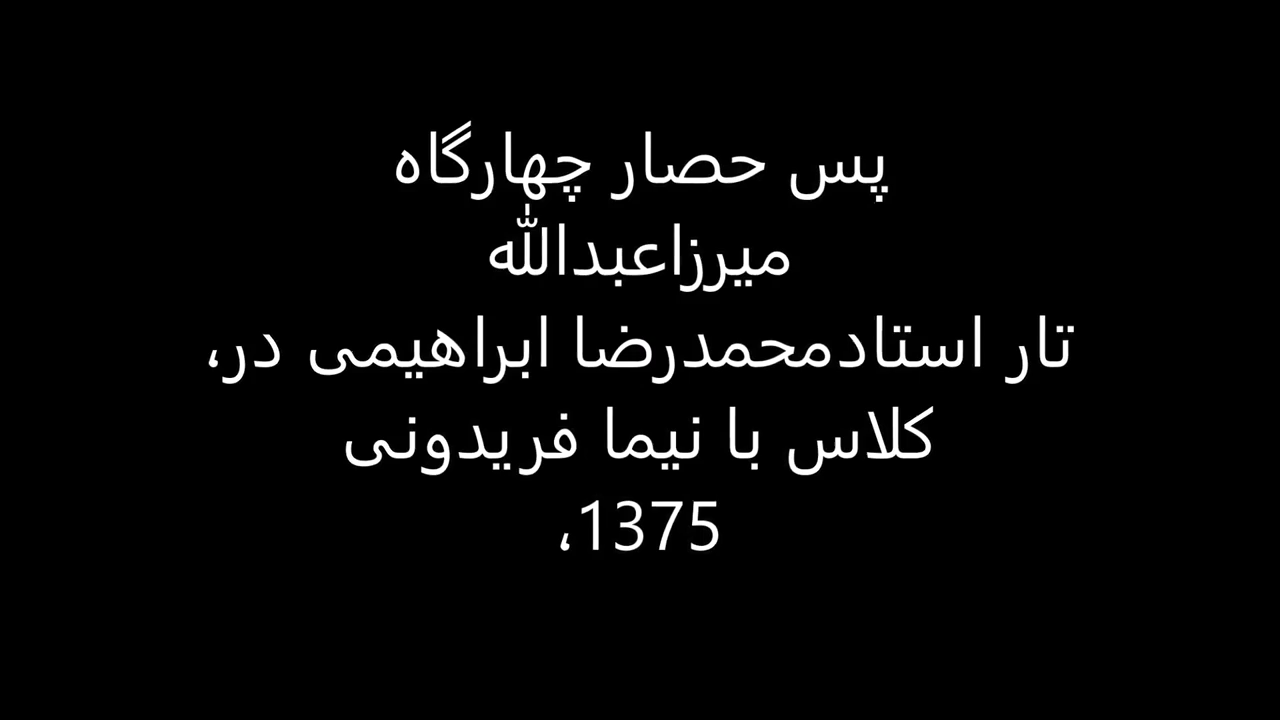 پس حصار چهارگاه
میرزاعبدالله
تار استادمحمدرضا ابراهیمی در،
کلاس با نیما فریدونی
1375،